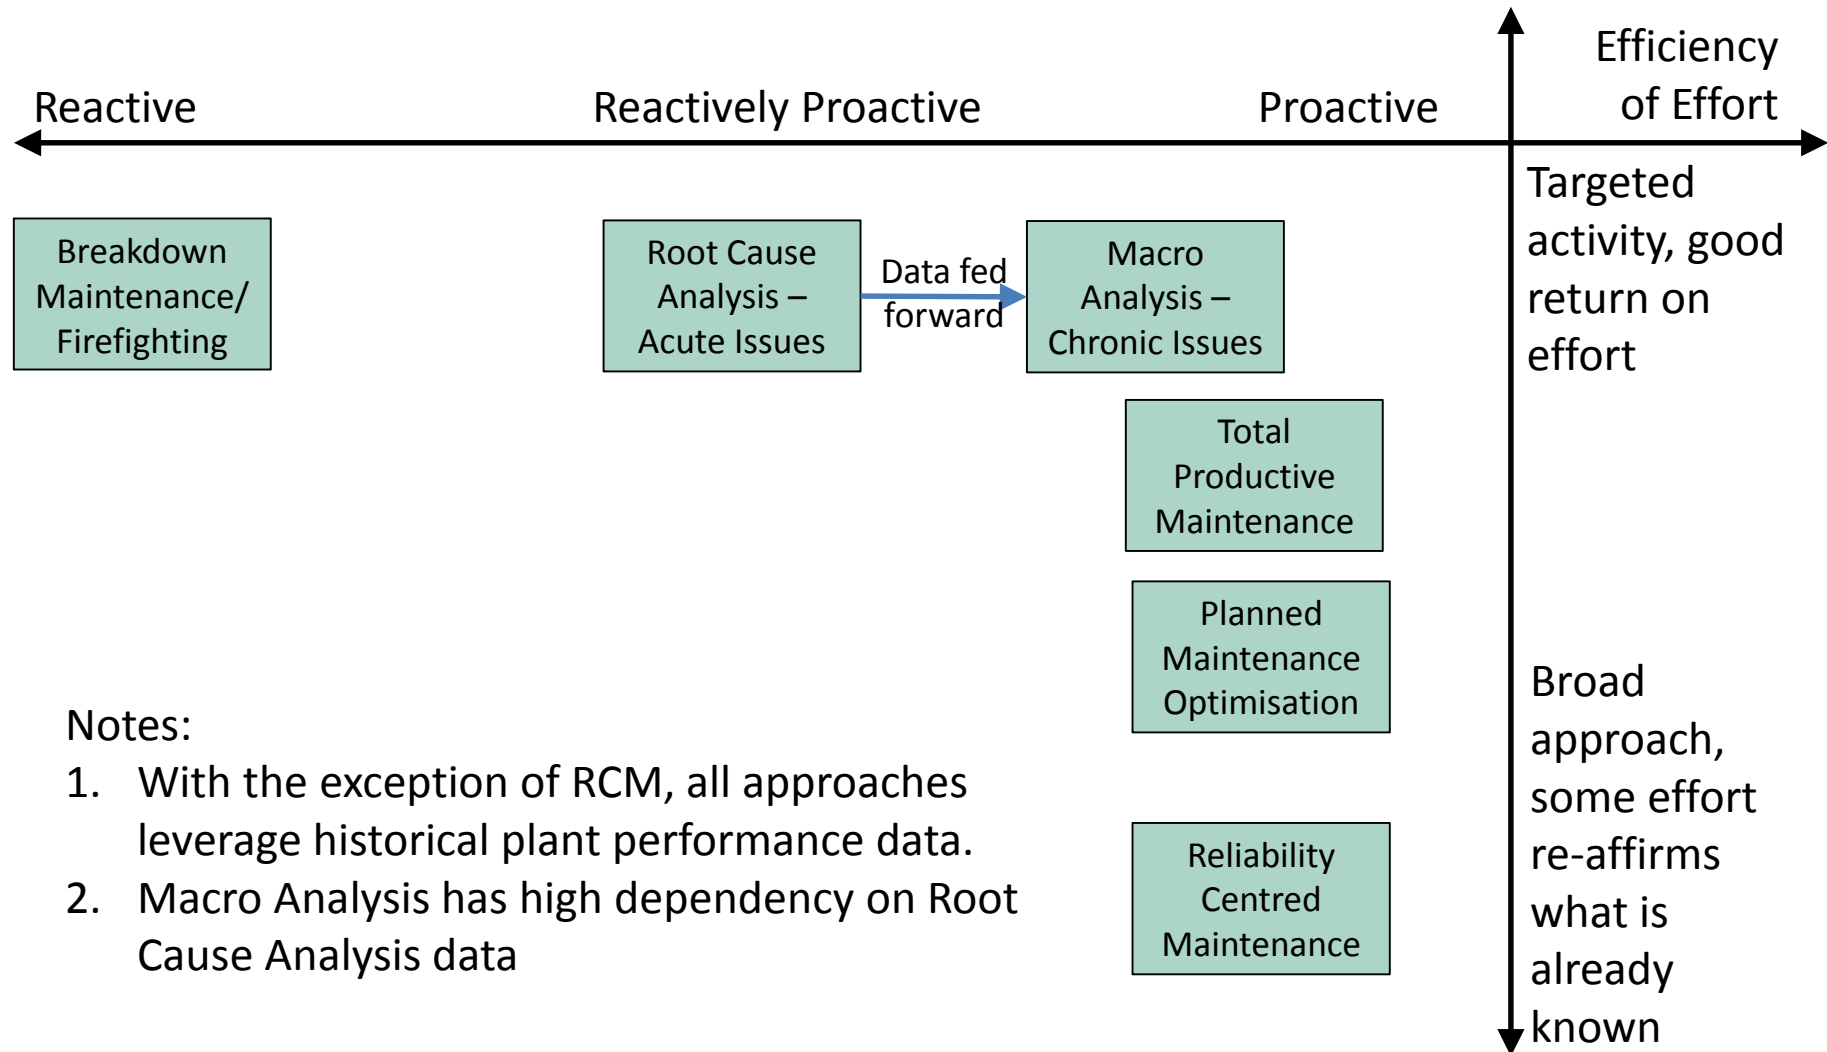 Efficiency
of Effort
Reactive
Reactively Proactive
Proactive
Targeted
activity, good
return on
effort
Breakdown
Maintenance/
Firefighting
Root Cause
Analysis –
Acute Issues
Data fed
forward
Macro
Analysis –
Chronic Issues
Total
Productive
Maintenance
Planned
Maintenance
Optimisation
Reliability
Centred
Maintenance
Broad
approach,
some effort
re-affirms
what is
already
known
Notes:
1. With the exception of RCM, all approaches
leverage historical plant performance data.
2. Macro Analysis has high dependency on Root
Cause Analysis data